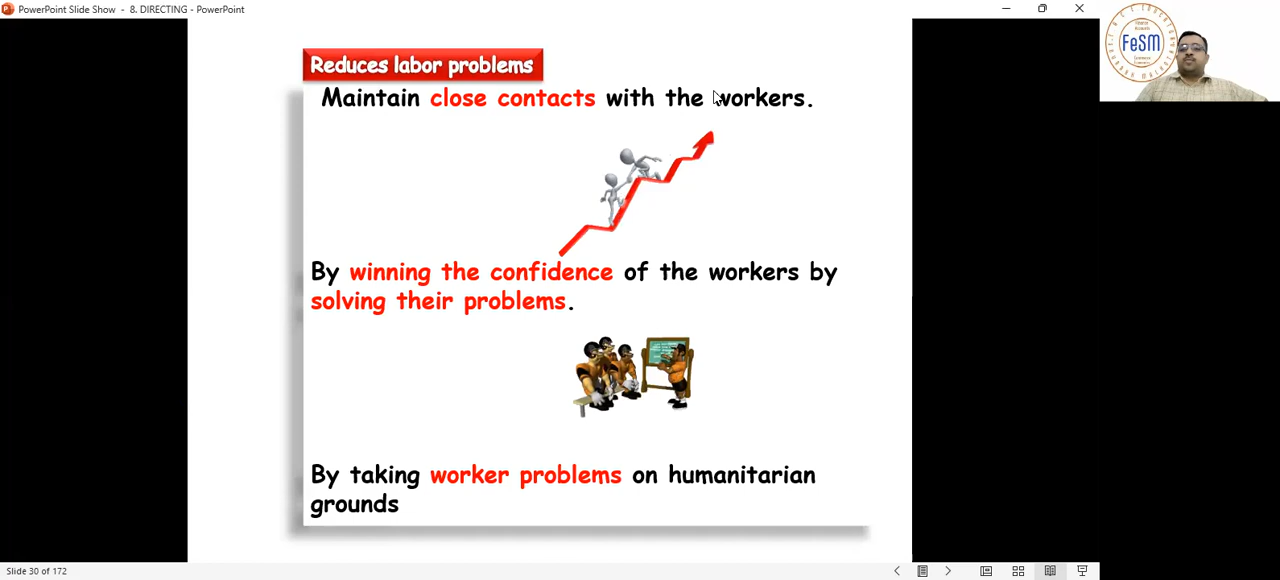 PowerPoint Slide Show - 8. DIRECTING - PowerPoint
FeSM
Reduces labor problems
Maintain close contacts with the workers.
By winning the confidence of the workers by
solving their problems.
By taking worker problems on humanitarian
grounds
Slide 30 of 172